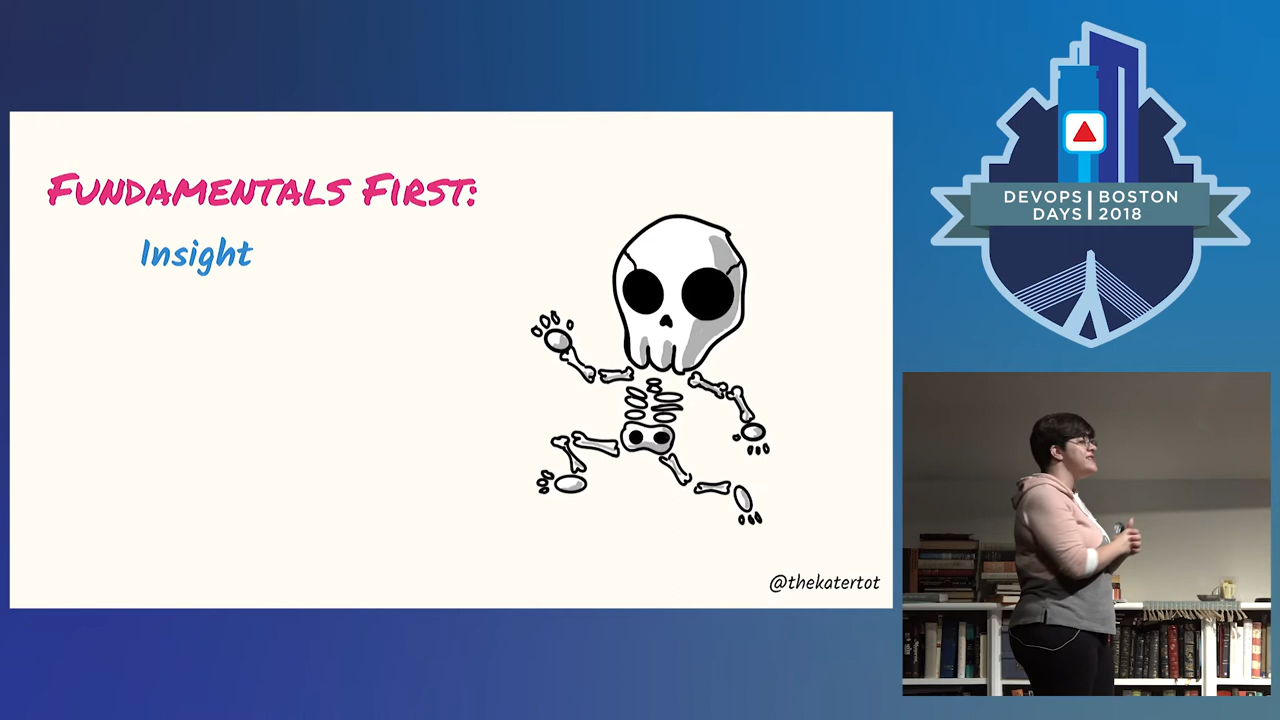 Fundamentals First:
Insight
@thekatertot
DEVOPS DAYS
BOSTON 2018